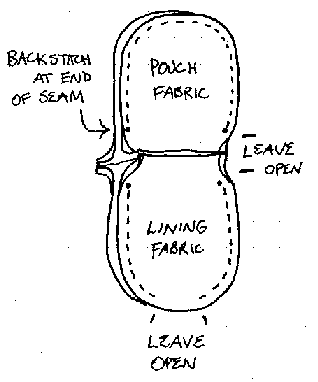 BACKSTITCH
AT END
OF SEAM
POUCH
FABRIC
LEAVE
OPEN
LINING
FABRIC
LEAVE
OPEN